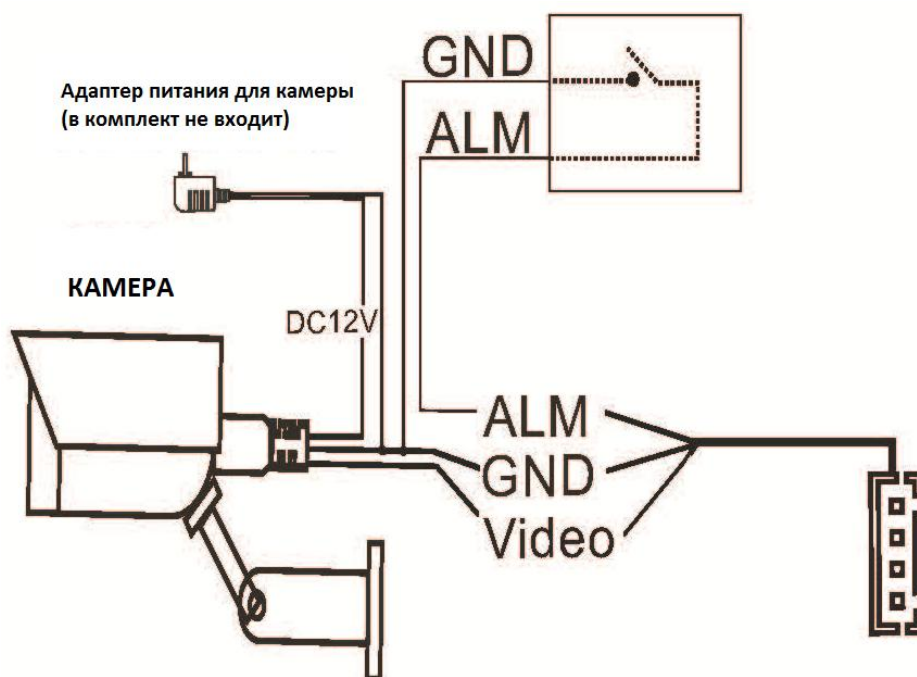 GND
Адаптер питания для камеры
(в комплект не входит)
ALM
КАМЕРА
DC12V
ALM
GND
Video